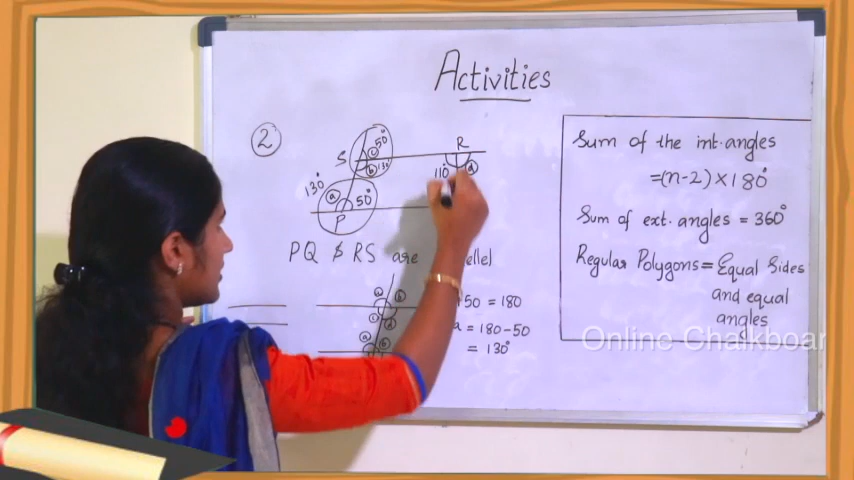 Activities
2
50°
S
c
R
b
130°
110°
d
130°
a
50°
P
PQ & RS are
llel
a
b
c
d
a
b
50 = 180
a = 180-50
= 130°
Sum of the int.angles
=(n-2)×180°
Sum of ext. angles = 360°
Regular Polygons = Equal Sides
and equal
angles
Online Chalkboar